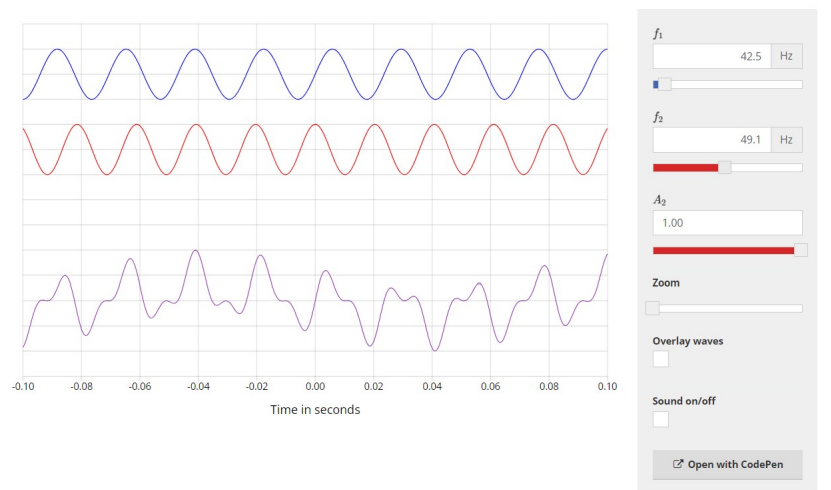 f₁
42.5 Hz
f₂
49.1 Hz
A₂
1.00
Zoom
Overlay waves
Sound on/off
Open with CodePen
-0.10 -0.08 -0.06 -0.04 -0.02 0.00 0.02 0.04 0.06 0.08 0.10
Time in seconds